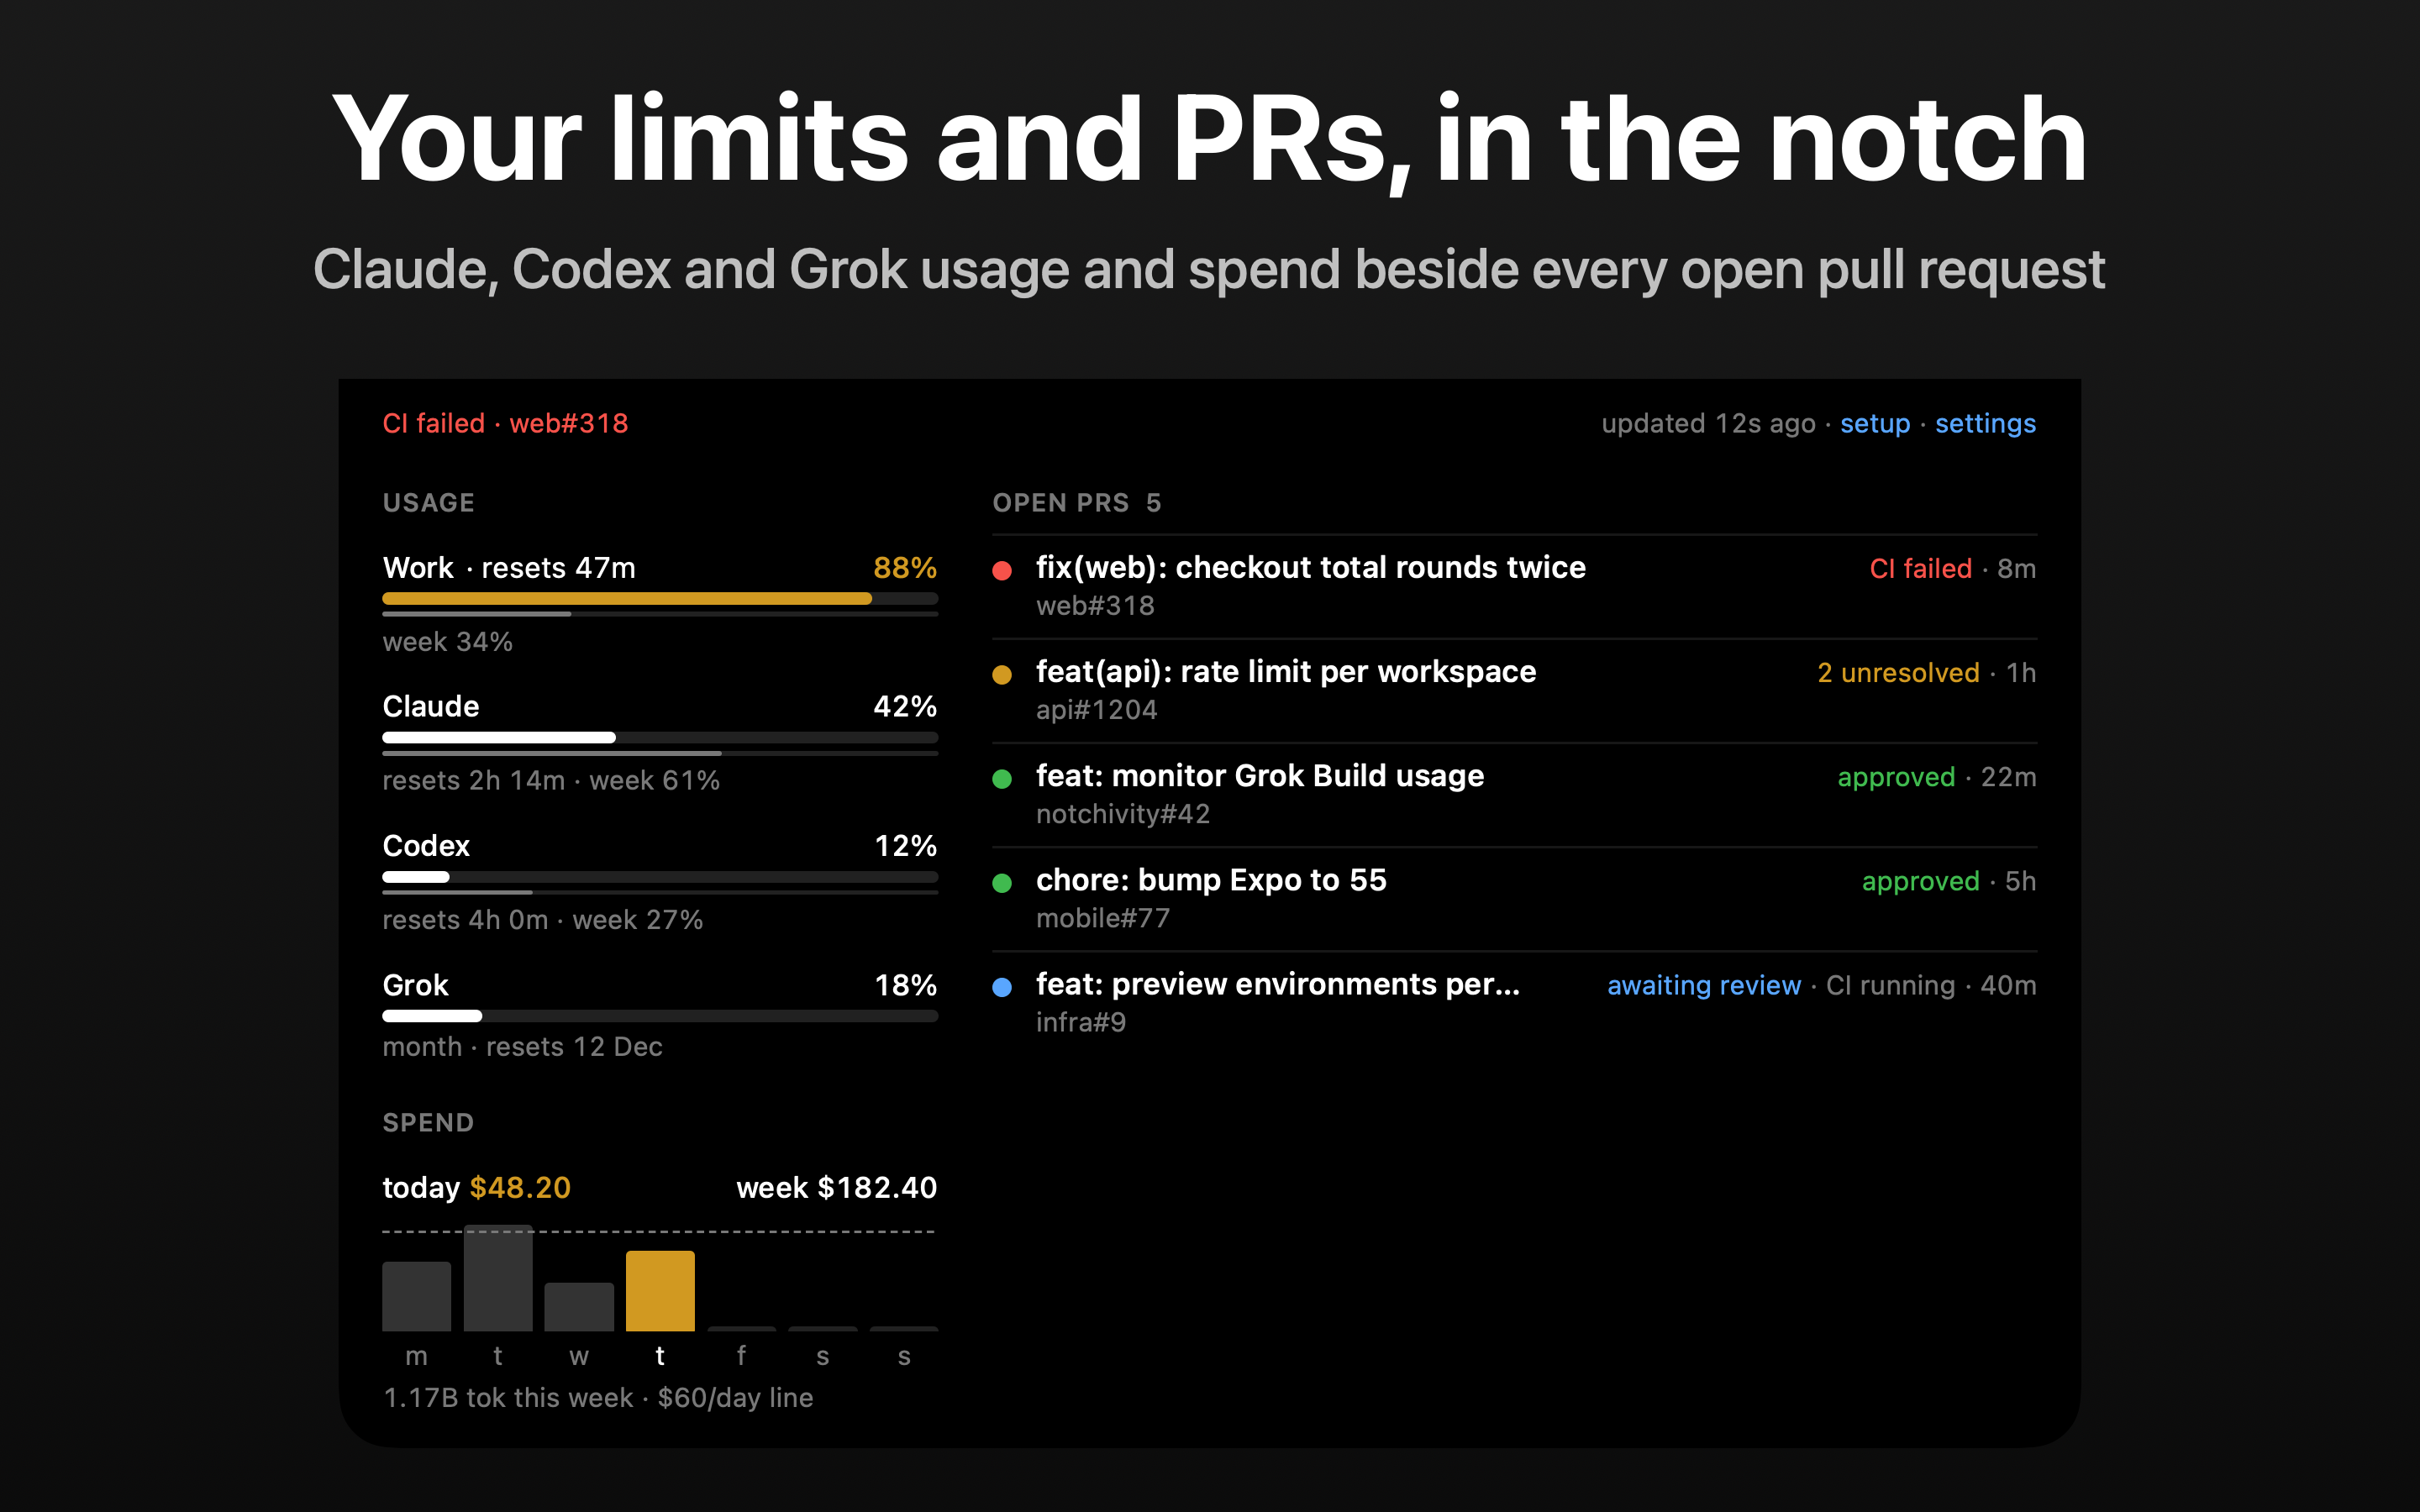 Your limits and PRs, in the notch
Claude, Codex and Grok usage and spend beside every open pull request
CI failed · web#318
updated 12s ago · setup · settings
USAGE
Work · resets 47m 88%
week 34%
Claude 42%
resets 2h 14m · week 61%
Codex 12%
resets 4h 0m · week 27%
Grok 18%
month · resets 12 Dec
SPEND
today $48.20 week $182.40
m t w t f s s
1.17B tok this week · $60/day line
OPEN PRS 5
fix(web): checkout total rounds twice CI failed · 8m
web#318
feat(api): rate limit per workspace 2 unresolved · 1h
api#1204
feat: monitor Grok Build usage approved · 22m
notchivity#42
chore: bump Expo to 55 approved · 5h
mobile#77
feat: preview environments per... awaiting review · CI running · 40m
infra#9